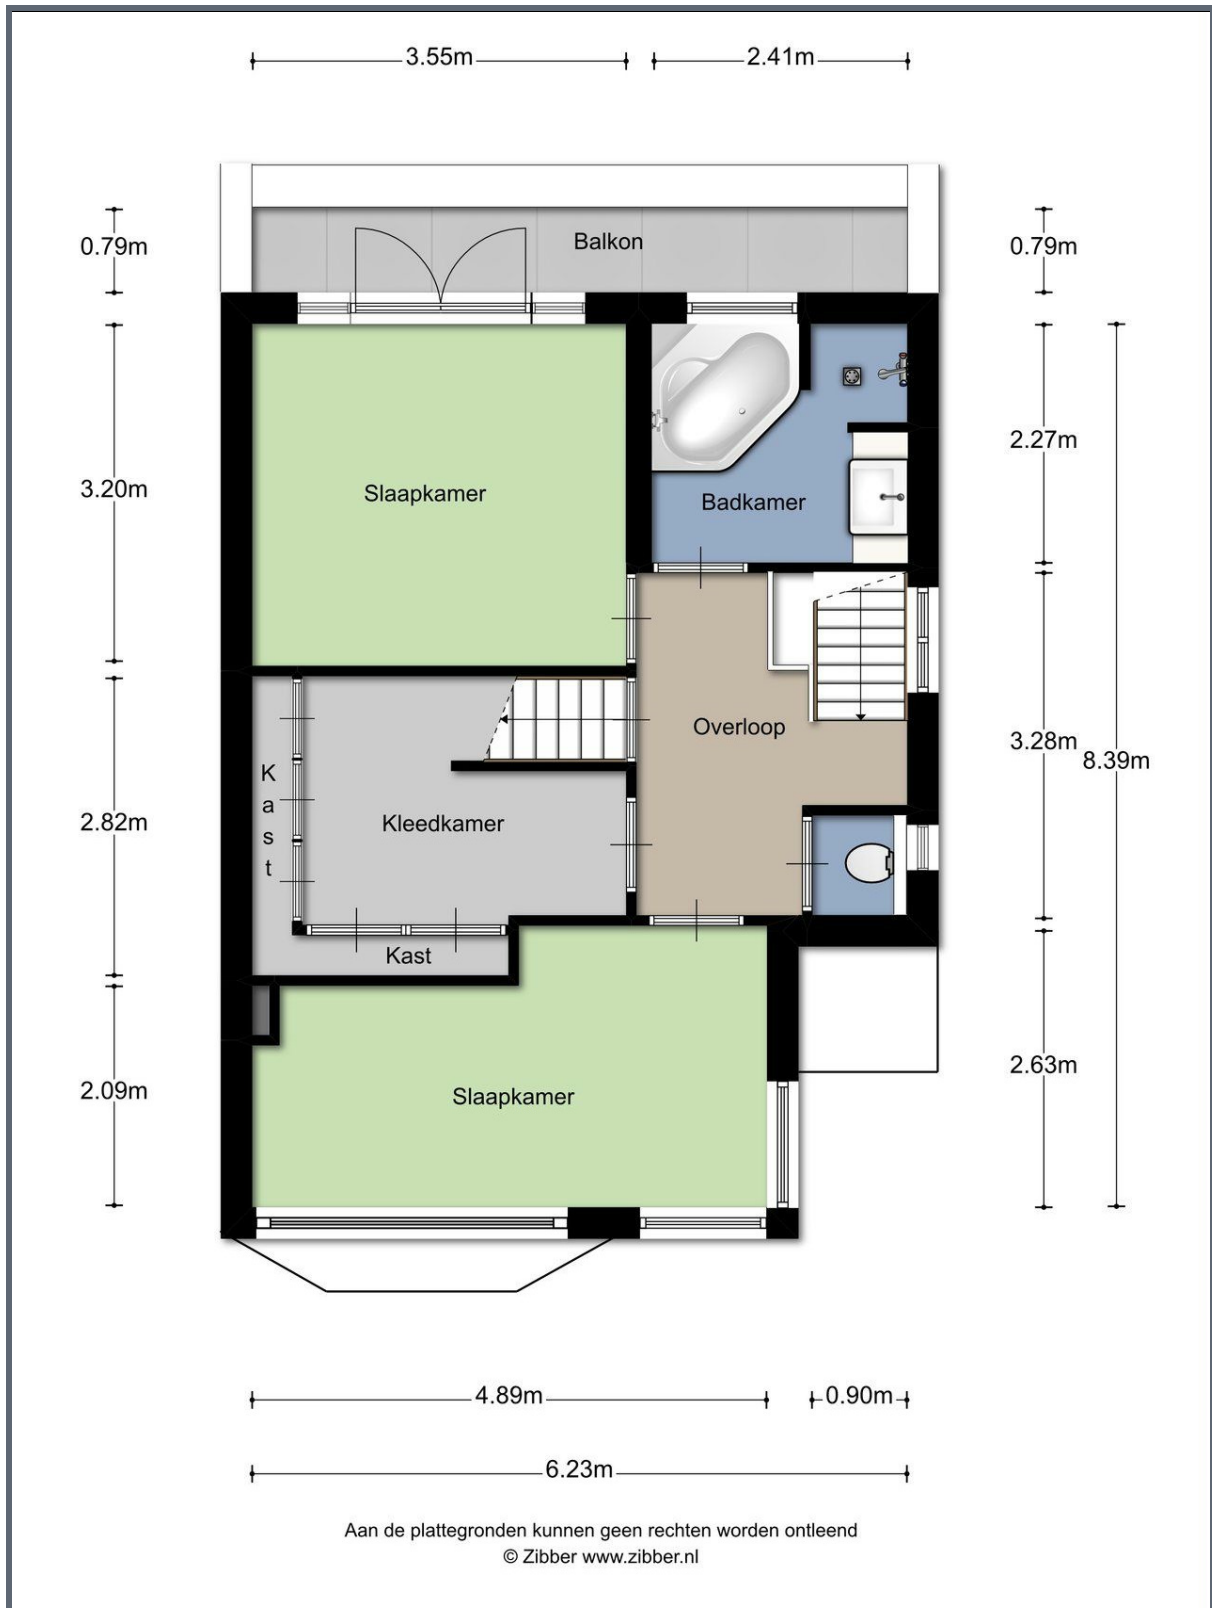 3.55m
2.41m
0.79m
Balkon
0.79m
3.20m
Slaapkamer
Badkamer
2.27m
Overloop
3.28m
8.39m
Kast
2.82m
Kleedkamer
Kast
2.63m
2.09m
Slaapkamer
4.89m
0.90m
6.23m
Aan de plattegronden kunnen geen rechten worden ontleend
© Zibber www.zibber.nl